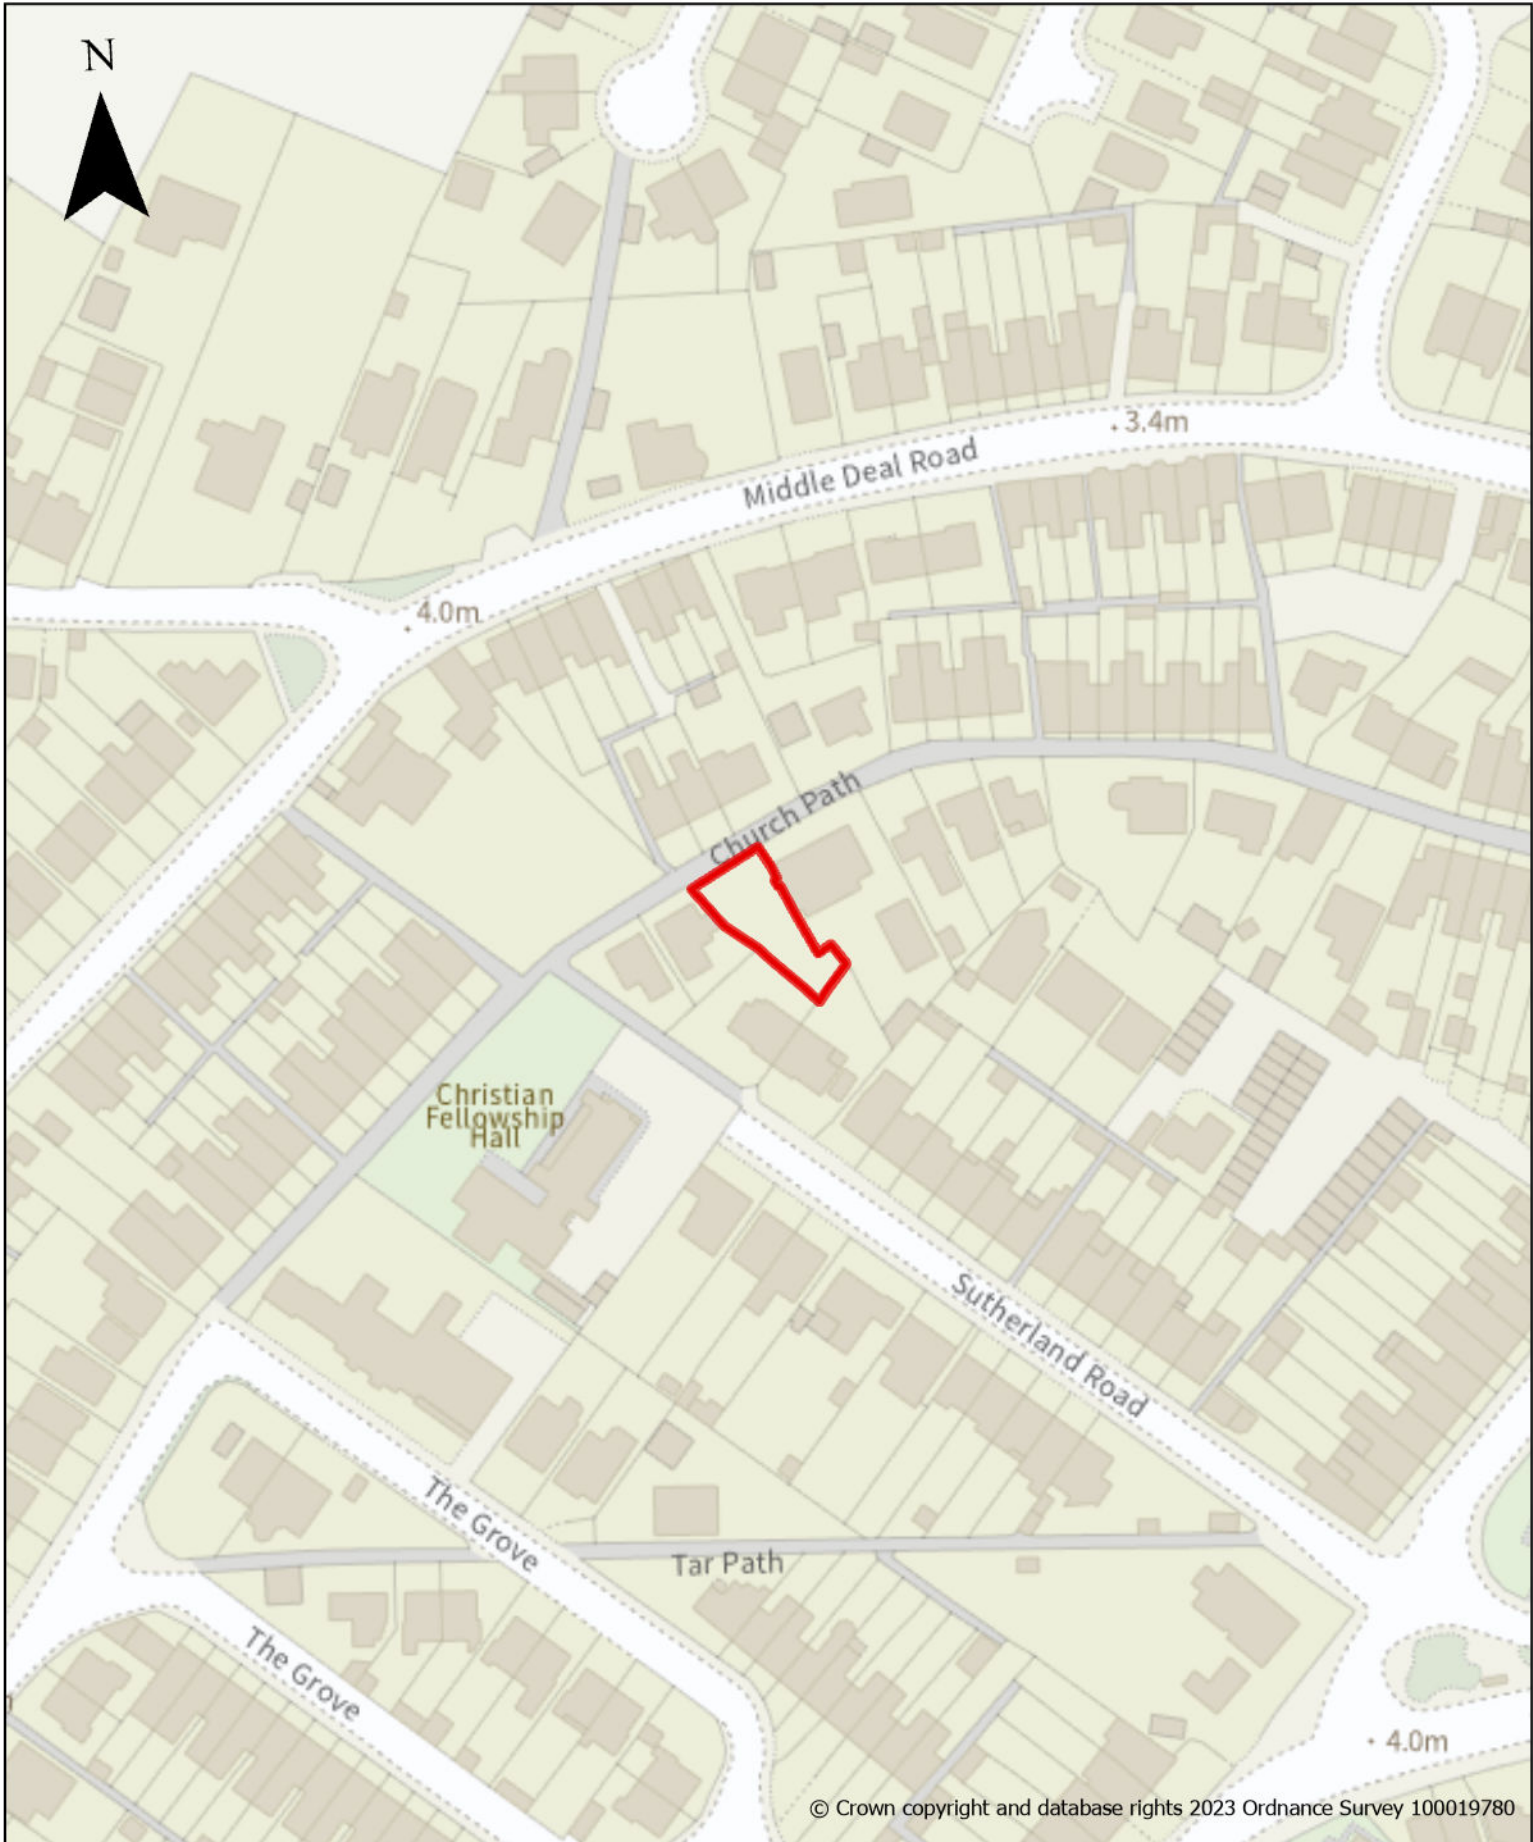 N
3.4m
Middle Deal Road
4.0m
Church Path
Christian
Fellowship
Hall
Sutherland Road
The Grove
Tar Path
The Grove
4.0m
© Crown copyright and database rights 2023 Ordnance Survey 100019780